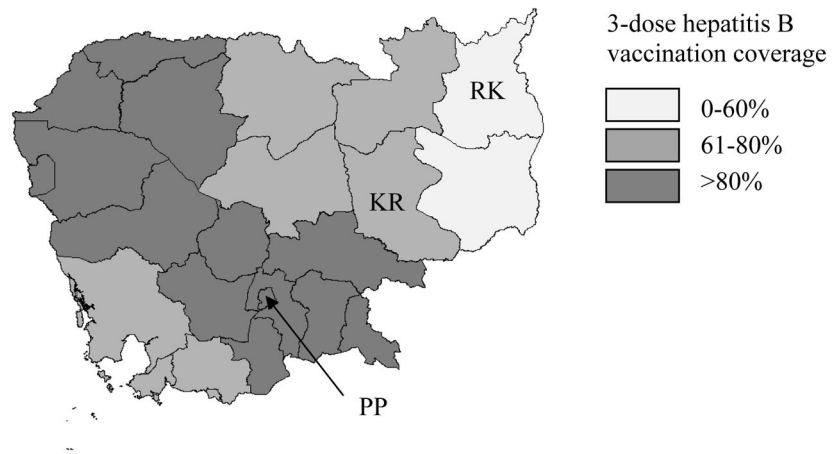 3-dose hepatitis B
vaccination coverage
RK
0-60%
61-80%
>80%
KR
PP